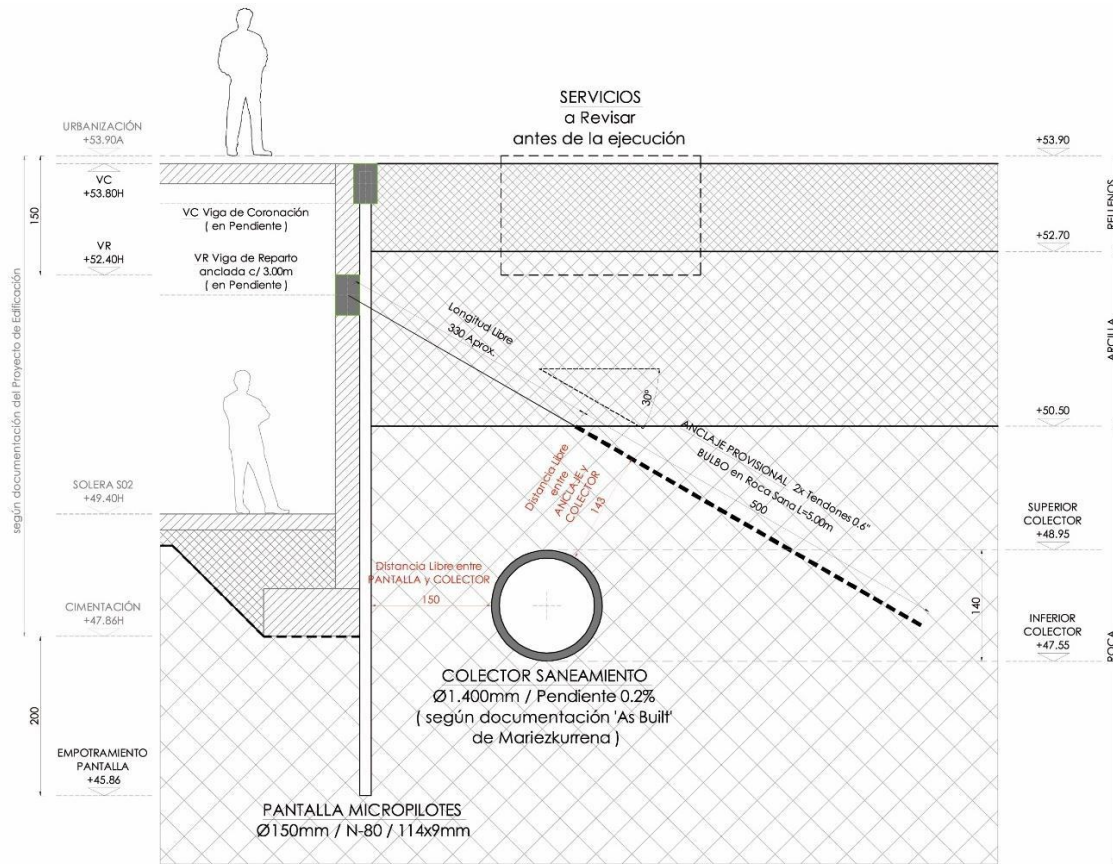 SERVICIOS
a Revisar
antes de la ejecución
URBANIZACIÓN
+53.90A
VC
+53.80H
VC Viga de Coronación
( en Pendiente )
VR
+52.40H
VR Viga de Reparto
anclada c/ 3.00m
( en Pendiente )
150
según documentación del Proyecto de Edificación
SOLERA S02
+49.40H
CIMENTACIÓN
+47.86H
200
EMPOTRAMIENTO
PANTALLA
+45.86
Longitud Libre
330 Aprox.
30º
ANCLAJE PROVISIONAL 2x Tendones 0.6"
BULBO en Roca Sana L=5.00m
500
Distancia Libre
entre
ANCLAJE y
COLECTOR
143
Distancia Libre entre
PANTALLA y COLECTOR
150
COLECTOR SANEAMIENTO
Ø1.400mm / Pendiente 0.2%
( según documentación 'As Built'
de Mariezkurrena )
PANTALLA MICROPILOTES
Ø150mm / N-80 / 114x9mm
+53.90
RELLENOS
+52.70
ARCILLA
+50.50
SUPERIOR
COLECTOR
+48.95
140
INFERIOR
COLECTOR
+47.55
ROCA